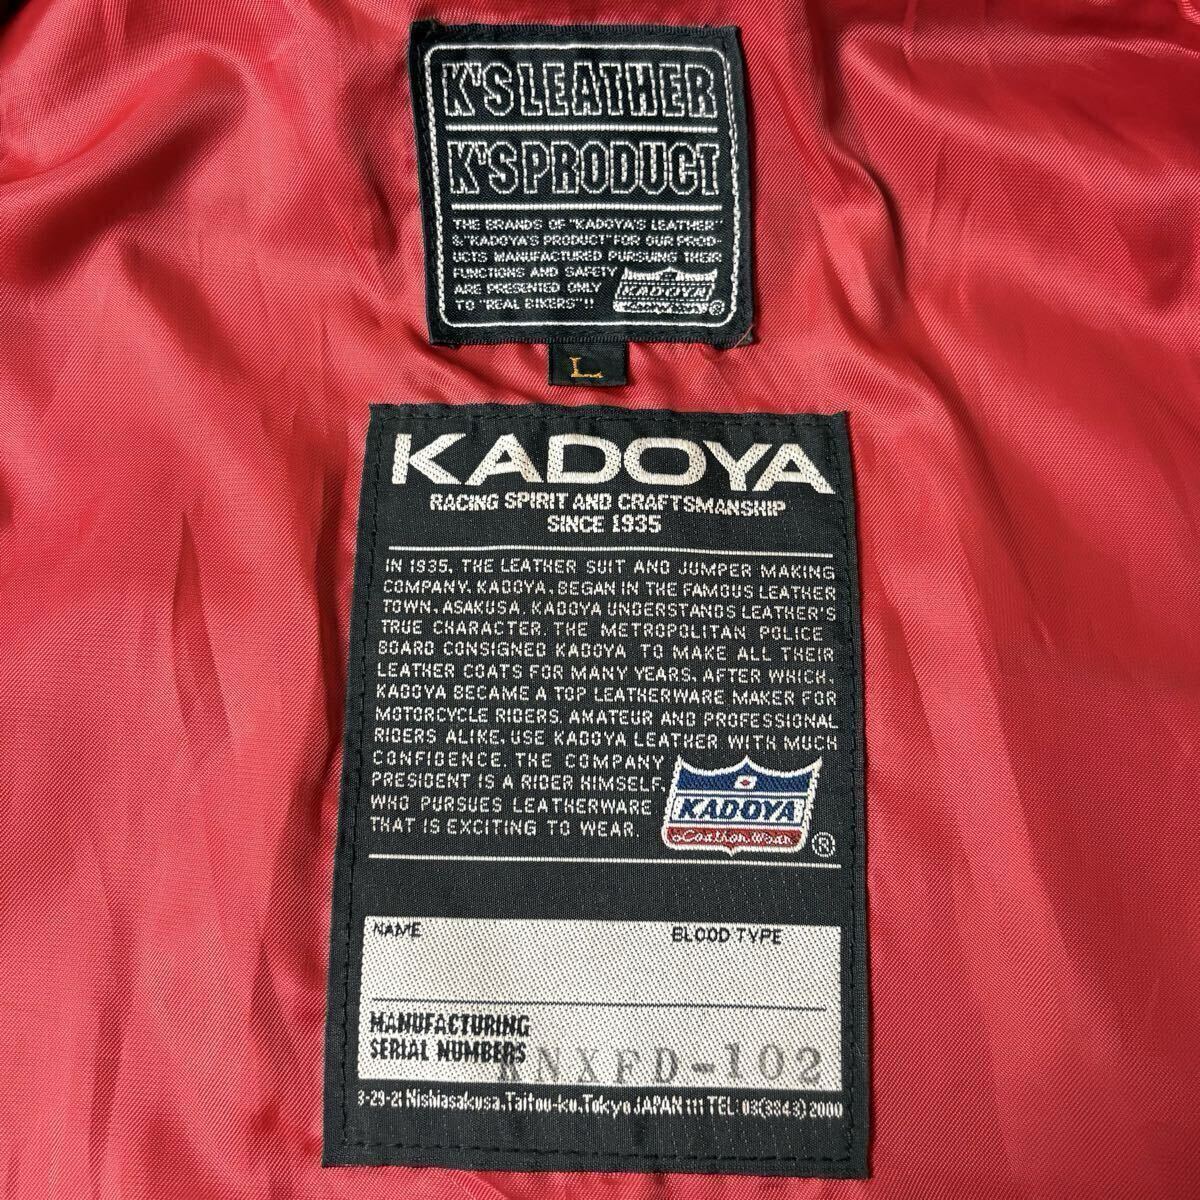 K'S LEATHER
K'S PRODUCT
THE BRANDS OF "KADOYA'S LEATHER"
& "KADOYA'S PRODUCT" FOR OUR PROD-
UCTS MANUFACTURED PURSUING THEIR
FUNCTIONS AND SAFETY
ARE PRESENTED ONLY
TO "REAL BIKERS"!!
KADOYA
®
L
KADOYA
RACING SPIRIT AND CRAFTSMANSHIP
SINCE 1935
IN 1935, THE LEATHER SUIT AND JUMPER MAKING
COMPANY, KADOYA, BEGAN IN THE FAMOUS LEATHER
TOWN, ASAKUSA. KADOYA UNDERSTANDS LEATHER'S
TRUE CHARACTER. THE METROPOLITAN POLICE
BOARD CONSIGNED KADOYA TO MAKE ALL THEIR
LEATHER COATS FOR MANY YEARS. AFTER WHICH,
KADOYA BECAME A TOP LEATHERWARE MAKER FOR
MOTORCYCLE RIDERS. AMATEUR AND PROFESSIONAL
RIDERS ALIKE, USE KADOYA LEATHER WITH MUCH
CONFIDENCE. THE COMPANY
PRESIDENT IS A RIDER HIMSELF,
WHO PURSUES LEATHERWARE
THAT IS EXCITING TO WEAR.
KADOYA
®
NAME BLOOD TYPE
MANUFACTURING
SERIAL NUMBERS
KNXFD-102
3-29-21 Nishiasakusa,Taitou-ku,Tokyo JAPAN 111 TEL:03(3843)2000